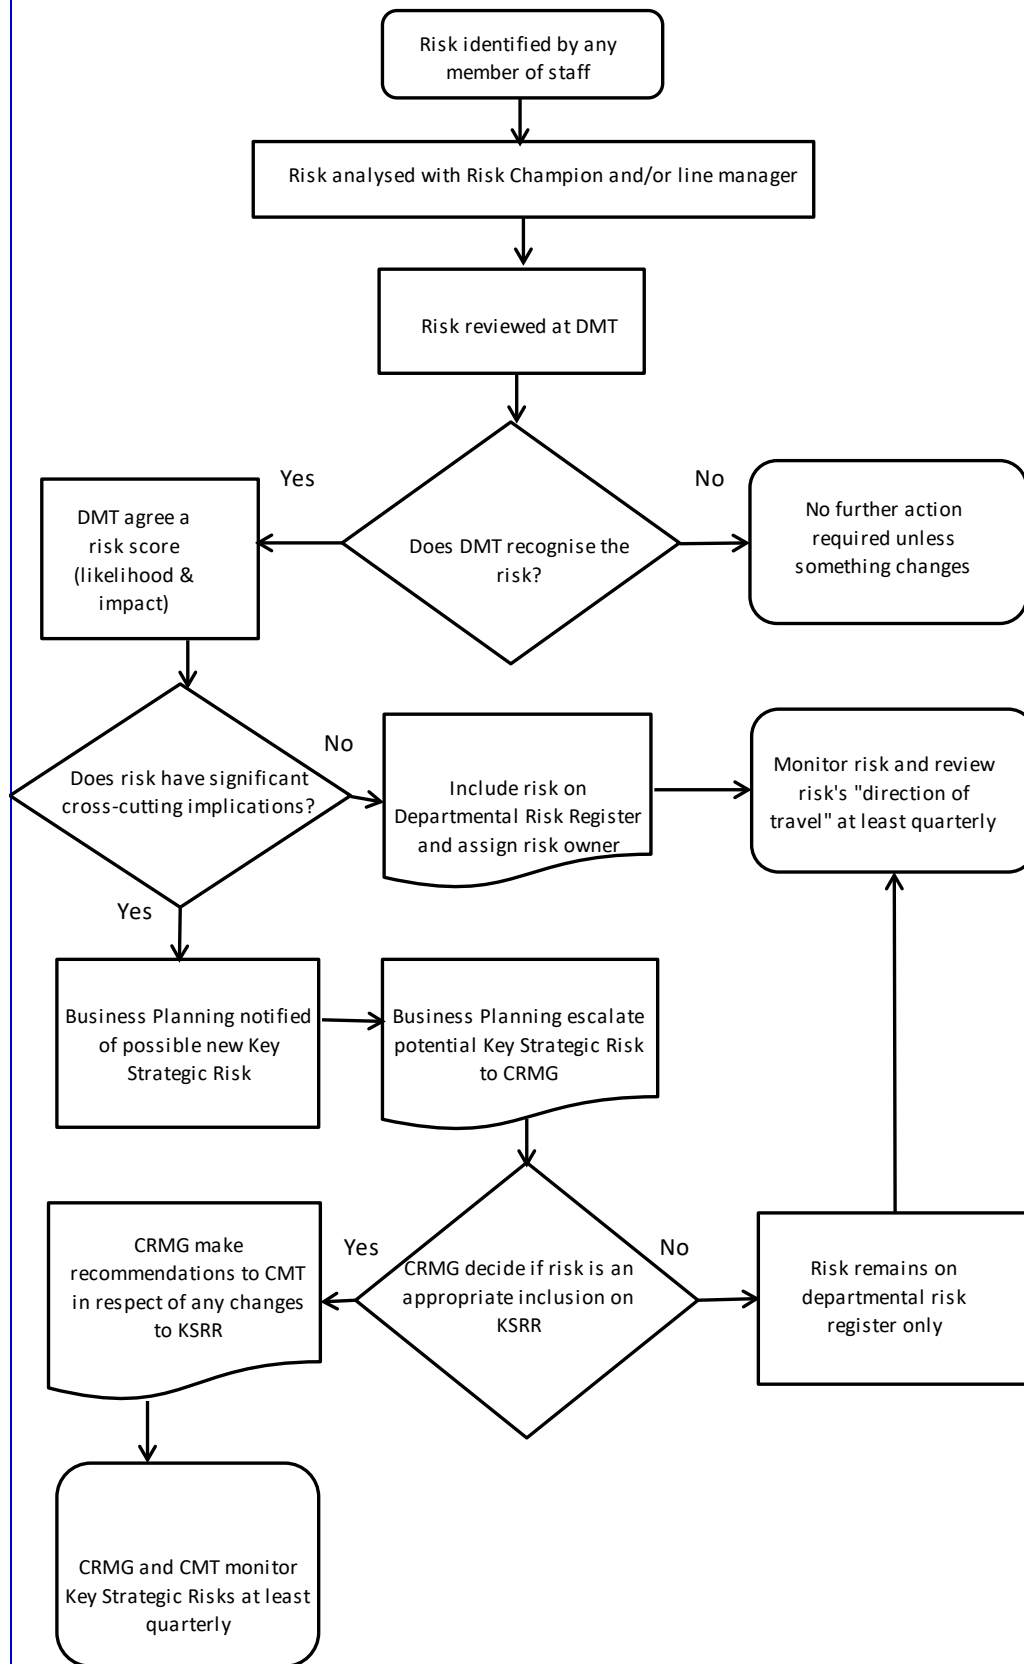 Risk identified by any
member of staff
Risk analysed with Risk Champion and/or line manager
Risk reviewed at DMT
Yes
No
DMT agree a
risk score
(likelihood &
impact)
Does DMT recognise the
risk?
No further action
required unless
something changes
Does risk have significant
cross-cutting implications?
No
Include risk on
Departmental Risk Register
and assign risk owner
Monitor risk and review
risk's "direction of
travel" at least quarterly
Yes
Business Planning notified
of possible new Key
Strategic Risk
Business Planning escalate
potential Key Strategic Risk
to CRMG
CRMG make
recommendations to CMT
in respect of any changes
to KSRR
Yes
CRMG decide if risk is an
appropriate inclusion on
KSRR
No
Risk remains on
departmental risk
register only
CRMG and CMT monitor
Key Strategic Risks at least
quarterly